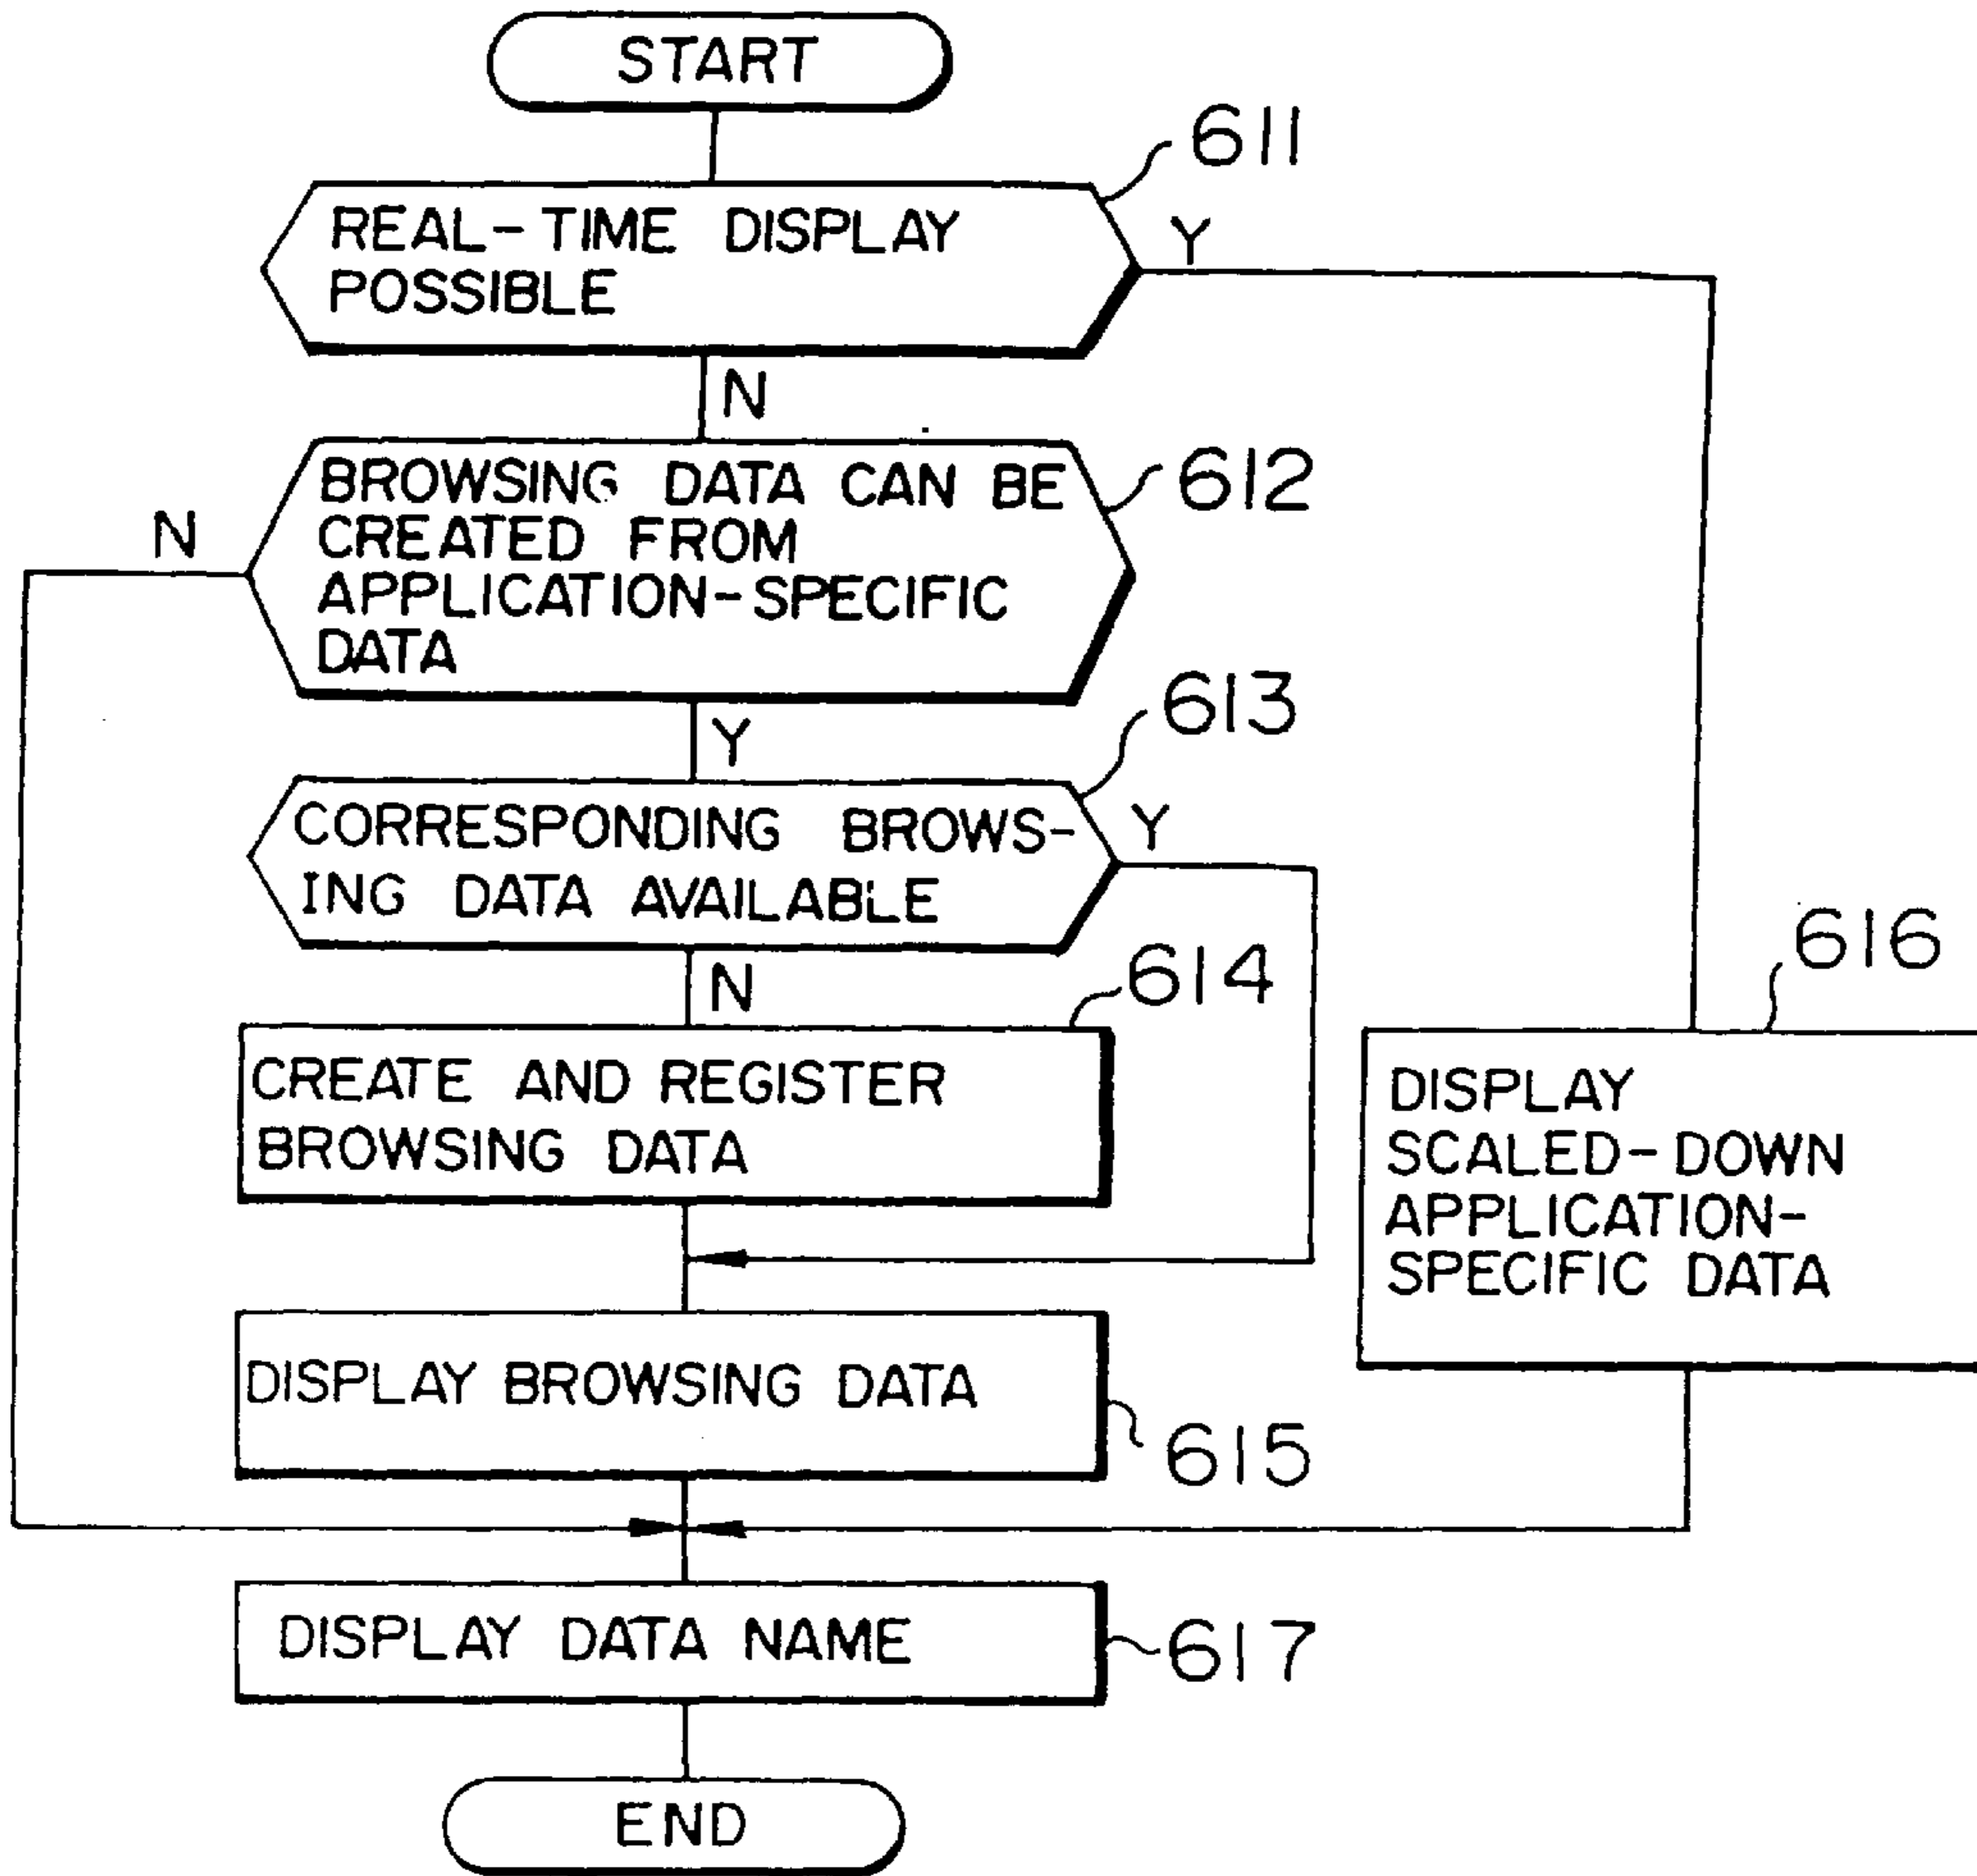 START
611
REAL-TIME DISPLAY
POSSIBLE
Y
N
BROWSING DATA CAN BE
CREATED FROM
APPLICATION-SPECIFIC
DATA
612
N
Y
613
CORRESPONDING BROWS-
ING DATA AVAILABLE
Y
N
614
CREATE AND REGISTER
BROWSING DATA
616
DISPLAY
SCALED-DOWN
APPLICATION-
SPECIFIC DATA
DISPLAY BROWSING DATA
615
DISPLAY DATA NAME
617
END